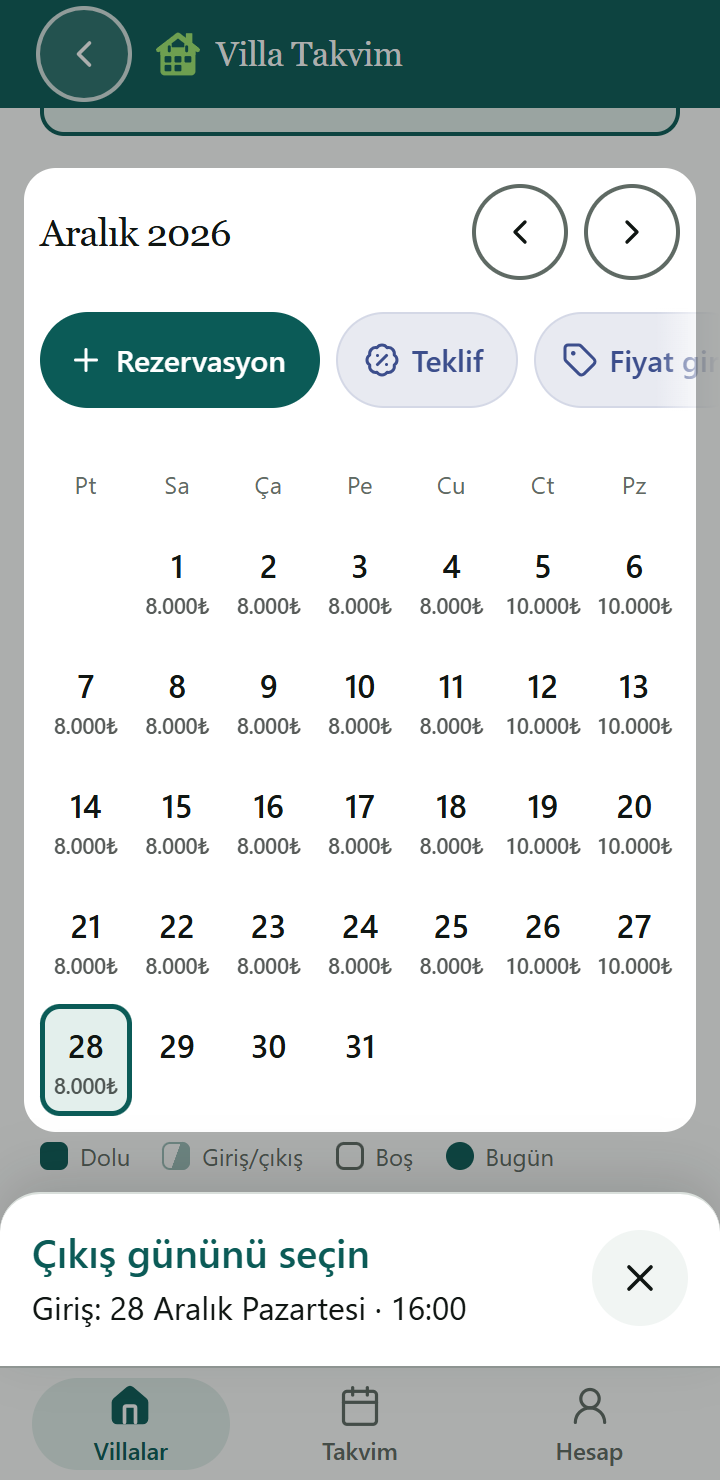 Villa Takvim
Aralık 2026
Rezervasyon
Teklif
Fiyat
Pt Sa Ça Pe Cu Ct Pz
1 2 3 4 5 6
8.000₺ 8.000₺ 8.000₺ 8.000₺ 10.000₺ 10.000₺
7 8 9 10 11 12 13
8.000₺ 8.000₺ 8.000₺ 8.000₺ 8.000₺ 10.000₺ 10.000₺
14 15 16 17 18 19 20
8.000₺ 8.000₺ 8.000₺ 8.000₺ 8.000₺ 10.000₺ 10.000₺
21 22 23 24 25 26 27
8.000₺ 8.000₺ 8.000₺ 8.000₺ 8.000₺ 10.000₺ 10.000₺
28 29 30 31
8.000₺
Dolu Giriş/çıkış Boş Bugün
Çıkış gününü seçin
Giriş: 28 Aralık Pazartesi · 16:00
Villalar Takvim Hesap